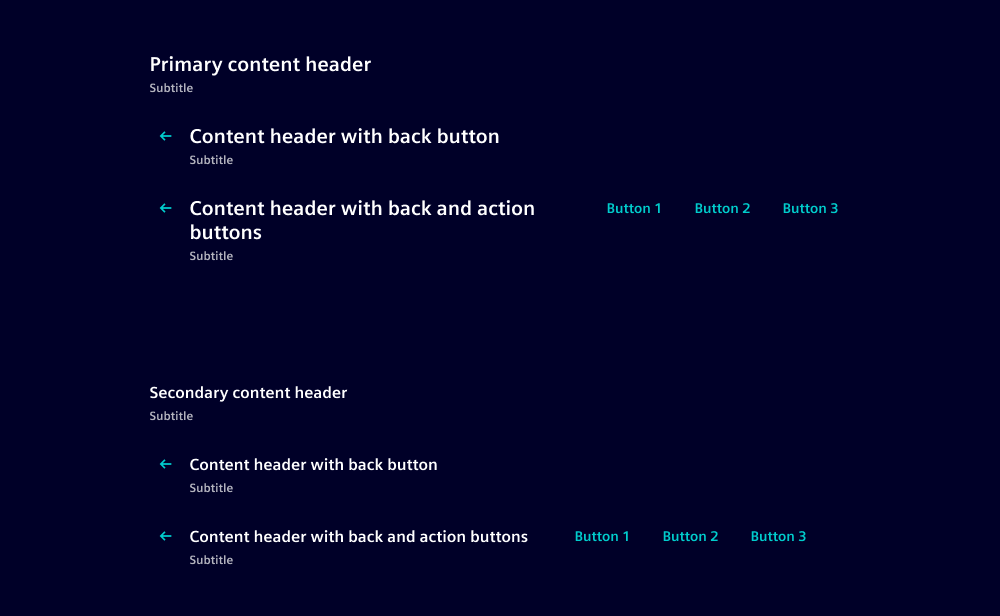 Primary content header
Subtitle
Content header with back button
Subtitle
Content header with back and action
buttons
Button 1 Button 2 Button 3
Subtitle
Secondary content header
Subtitle
Content header with back button
Subtitle
Content header with back and action buttons Button 1 Button 2 Button 3
Subtitle